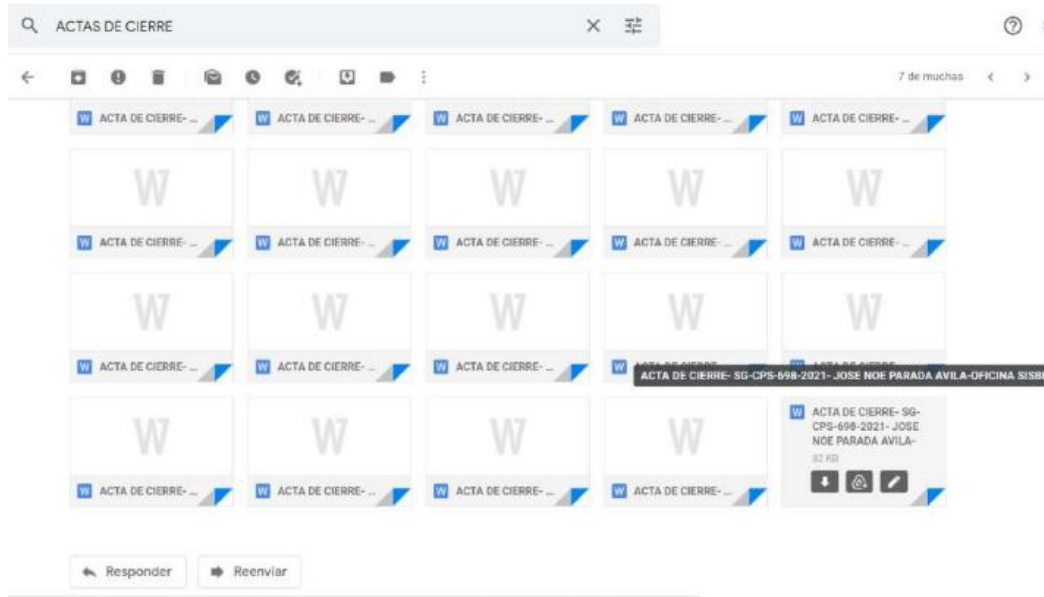 ACTAS DE CIERRE
7 de muchas
W ACTA DE CIERRE- ... W ACTA DE CIERRE- ... W ACTA DE CIERRE- ... W ACTA DE CIERRE- ... W ACTA DE CIERRE- ...
W W W W W
W ACTA DE CIERRE- ... W ACTA DE CIERRE- ... W ACTA DE CIERRE- ... W ACTA DE CIERRE- ... W ACTA DE CIERRE- ...
W W W W W
W ACTA DE CIERRE- ... W ACTA DE CIERRE- ... W ACTA DE CIERRE- ... W ACTA DE CIERRE W
ACTA DE CIERRE- SG-CPS-698-2021- JOSE NOE PARADA AVILA-OFICINA
W W W W
W ACTA DE CIERRE- SG-
CPS-698-2021- JOSE
NOE PARADA AVILA-
82 KB
W ACTA DE CIERRE- ... W ACTA DE CIERRE- ... W ACTA DE CIERRE- ... W ACTA DE CIERRE- ...
Responder Reenviar